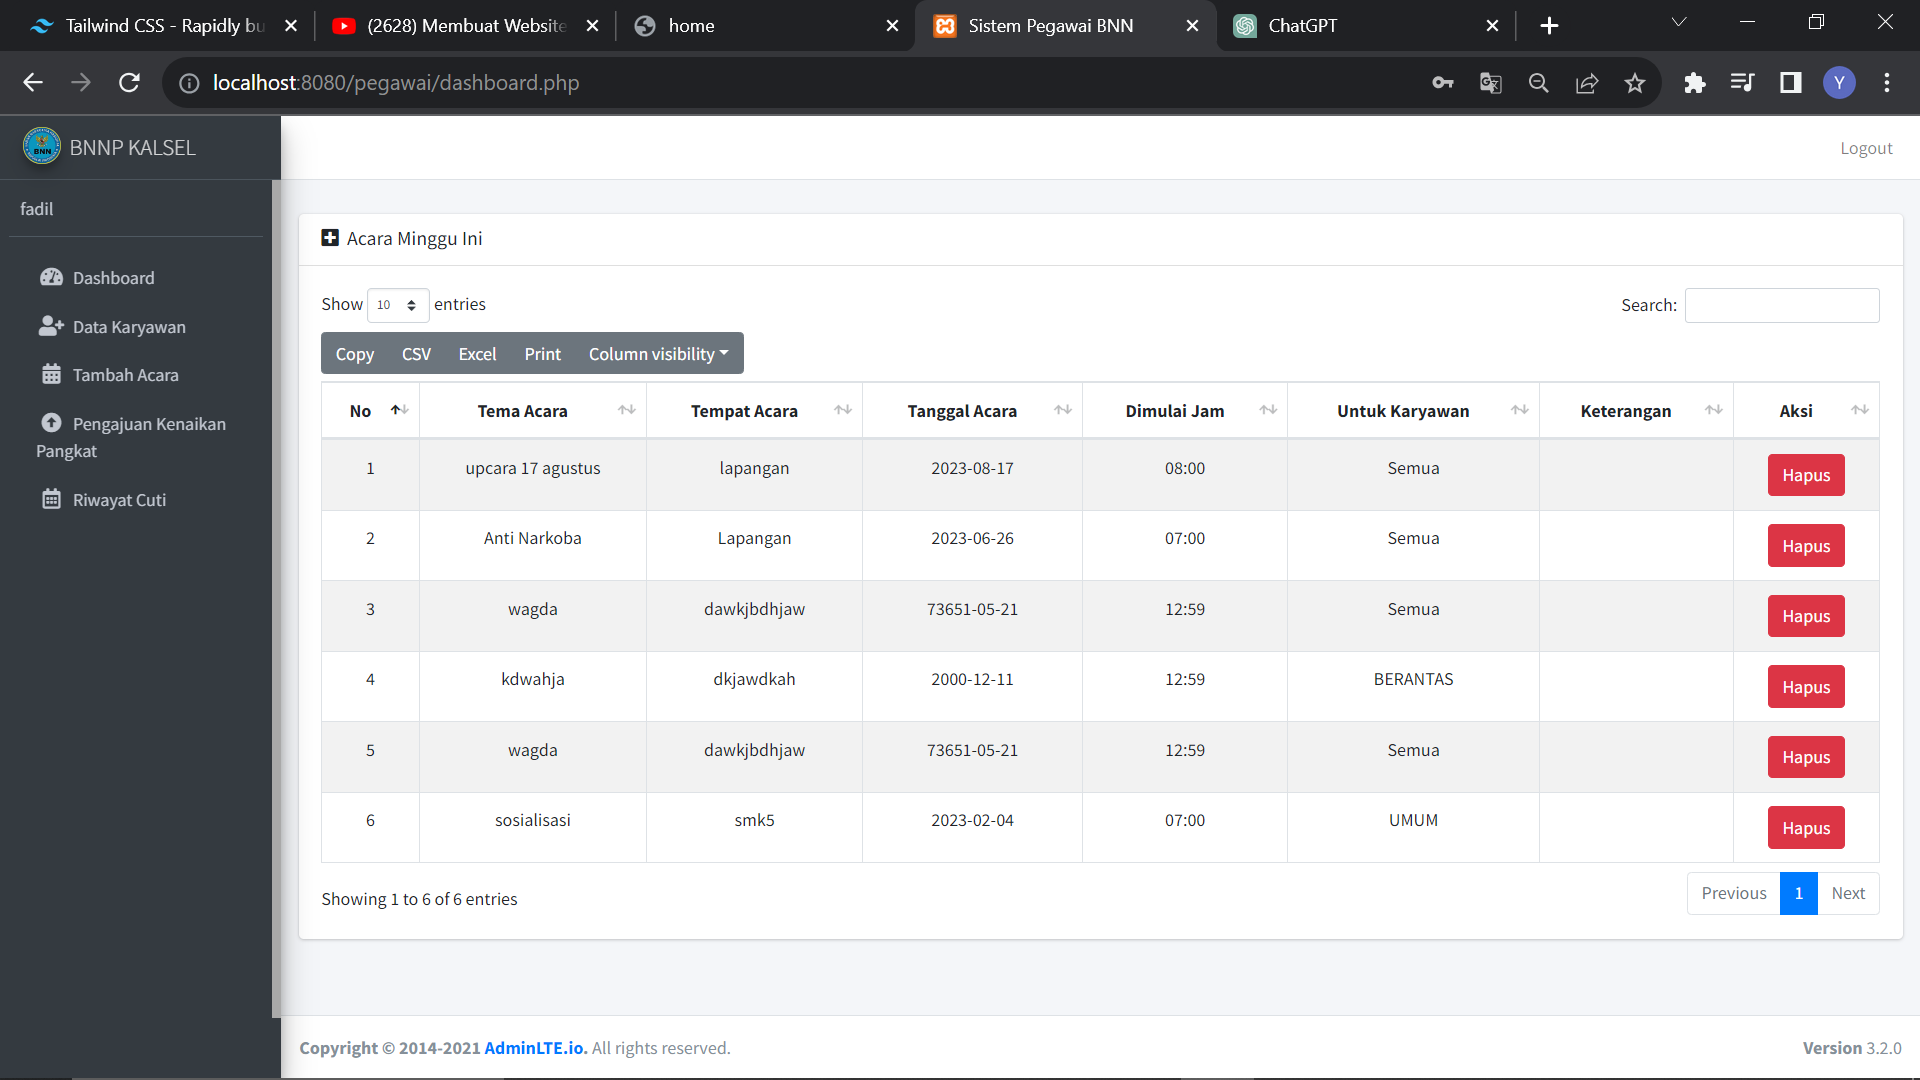 Tailwind CSS - Rapidly bu
(2628) Membuat Website
home
Sistem Pegawai BNN
ChatGPT
localhost:8080/pegawai/dashboard.php
Y
BNNP KALSEL
Logout
fadil
Dashboard
Data Karyawan
Tambah Acara
Pengajuan Kenaikan
Pangkat
Riwayat Cuti
Acara Minggu Ini
Show 10 entries
Search:
Copy CSV Excel Print Column visibility
No Tema Acara Tempat Acara Tanggal Acara Dimulai Jam Untuk Karyawan Keterangan Aksi
1 upcara 17 agustus lapangan 2023-08-17 08:00 Semua Hapus
2 Anti Narkoba Lapangan 2023-06-26 07:00 Semua Hapus
3 wagda dawkjbdhjaw 73651-05-21 12:59 Semua Hapus
4 kdwahja dkjawdkah 2000-12-11 12:59 BERANTAS Hapus
5 wagda dawkjbdhjaw 73651-05-21 12:59 Semua Hapus
6 sosialisasi smk5 2023-02-04 07:00 UMUM Hapus
Showing 1 to 6 of 6 entries
Previous 1 Next
Copyright © 2014-2021 AdminLTE.io. All rights reserved.
Version 3.2.0